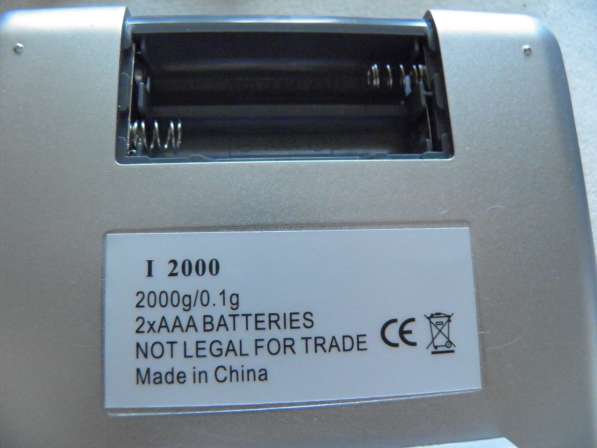 I 2000
2000g/0.1g
2xAAA BATTERIES
NOT LEGAL FOR TRADE CE
Made in China